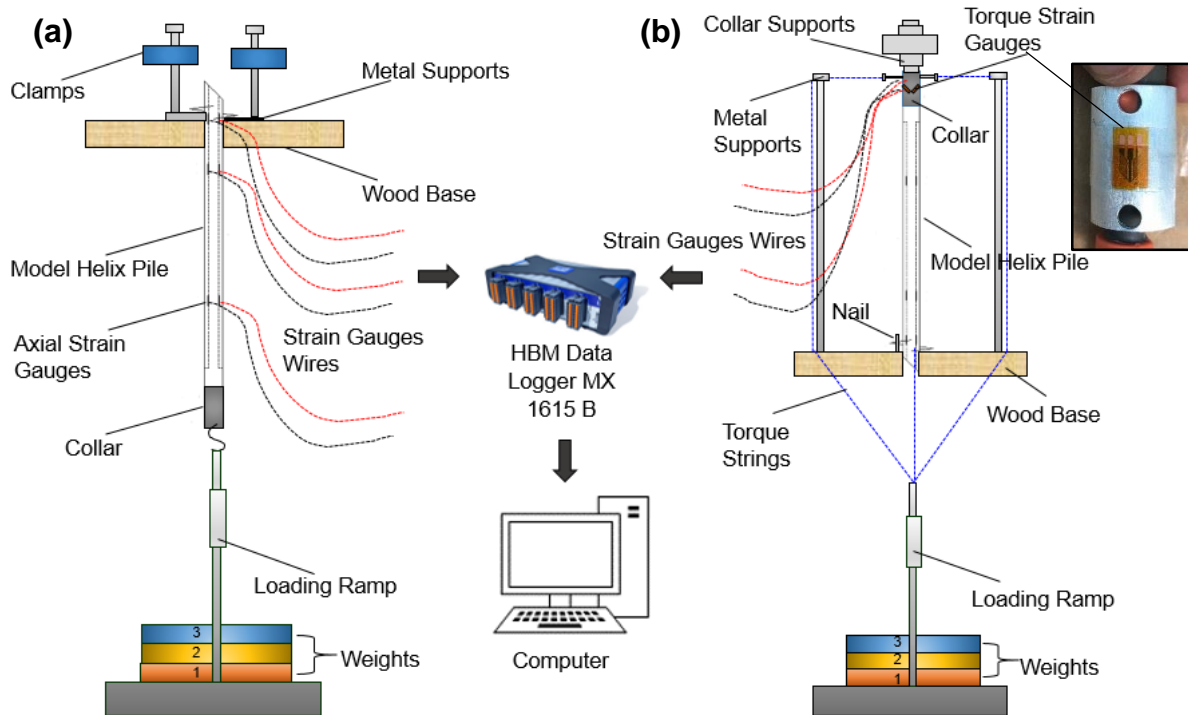 (a)
Clamps
Metal Supports
Wood Base
Model Helix Pile
Axial Strain
Gauges
Strain Gauges
Wires
Collar
Loading Ramp
3
2
1
Weights
HBM Data
Logger MX
1615 B
Computer
(b)
Collar Supports
Torque Strain
Gauges
Metal
Supports
Collar
Strain Gauges Wires
Model Helix Pile
Nail
Wood Base
Torque
Strings
Loading Ramp
3
2
1
Weights